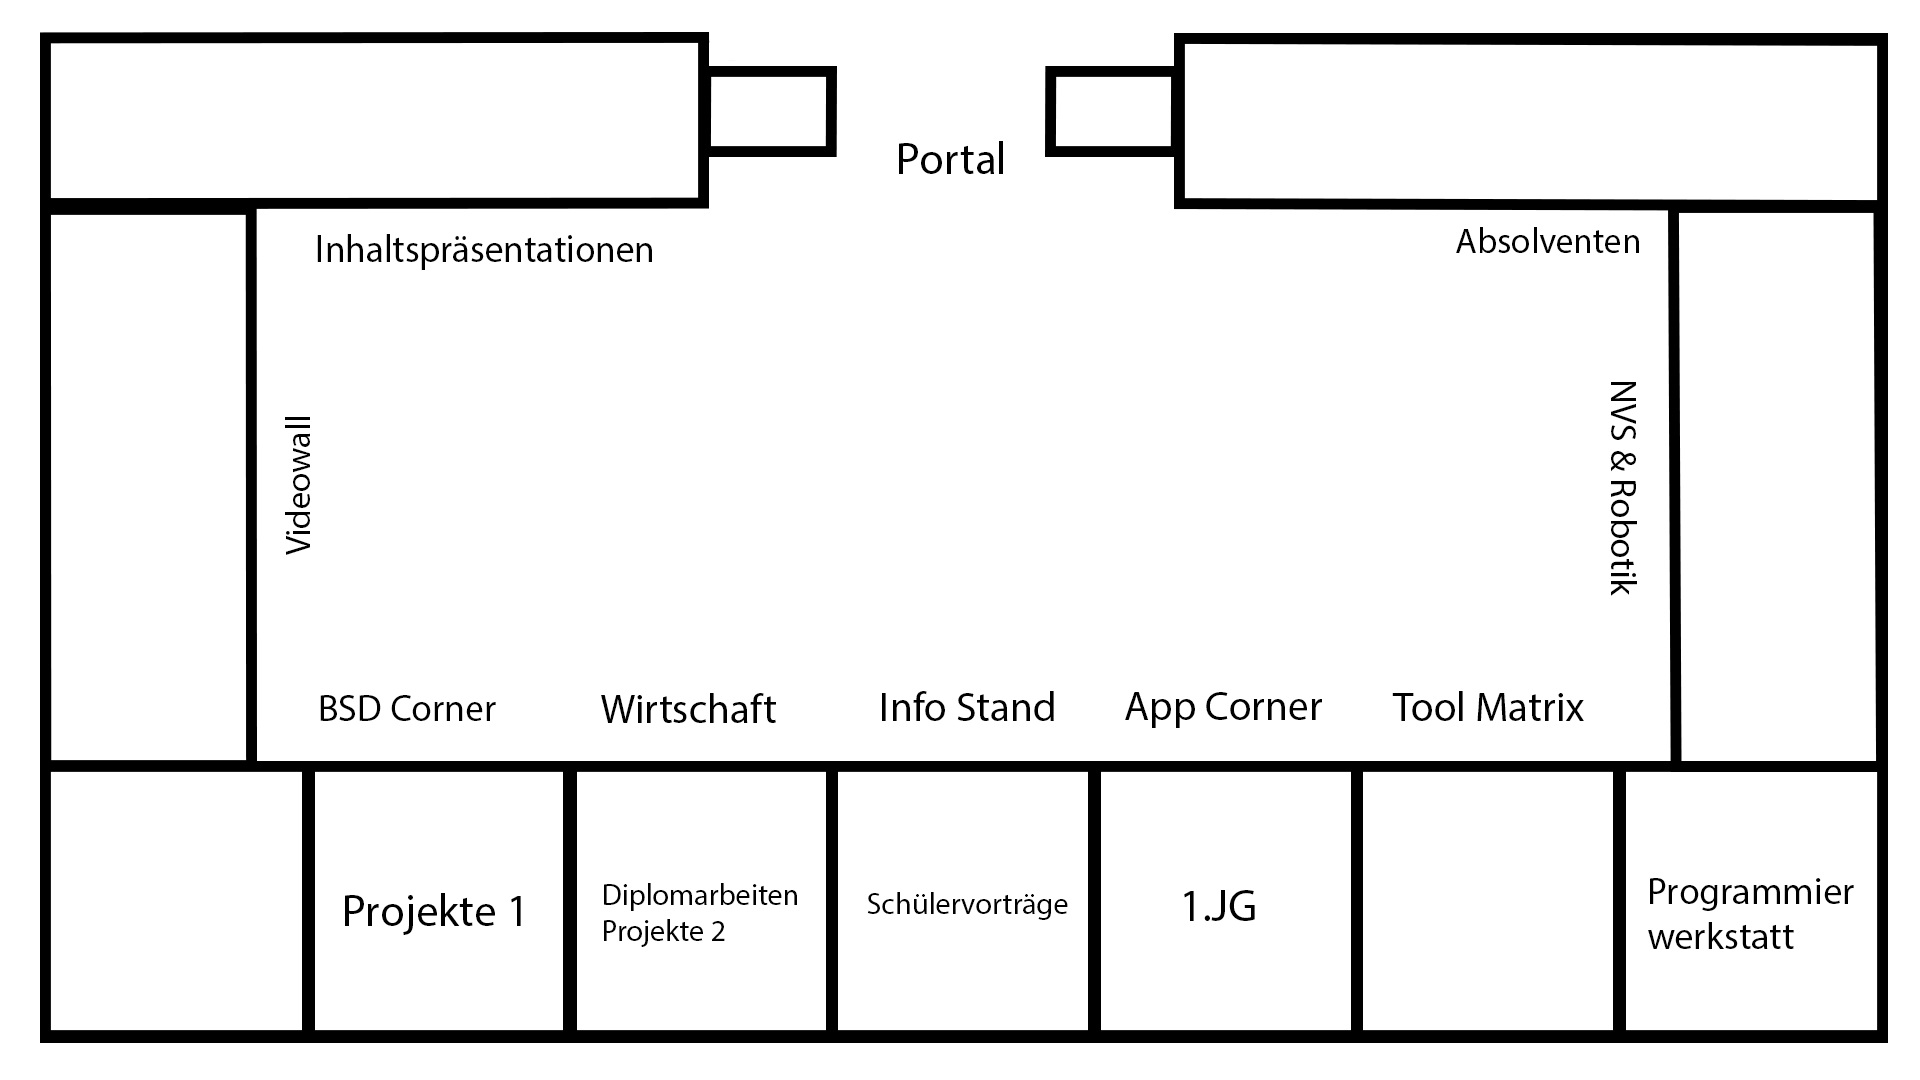 Portal
Inhaltspräsentationen
Absolventen
Videowall
NVS & Robotik
BSD Corner
Wirtschaft
Info Stand
App Corner
Tool Matrix
Projekte 1
Diplomarbeiten
Projekte 2
Schülervorträge
1.JG
Programmier
werkstatt